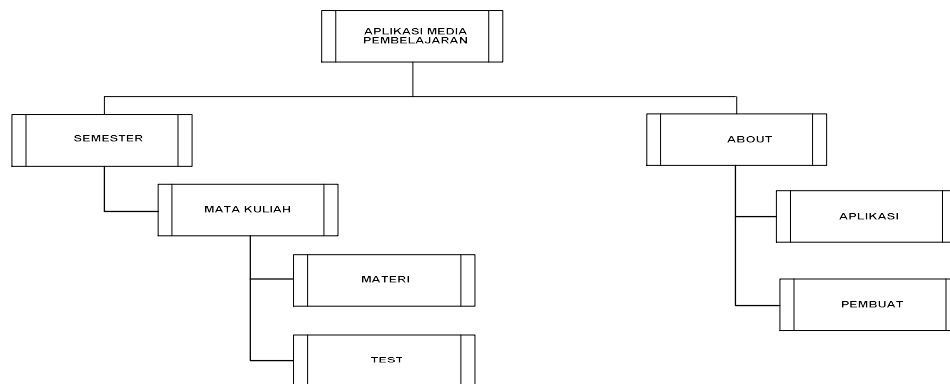 APLIKASI MEDIA
PEMBELAJARAN
SEMESTER
ABOUT
MATA KULIAH
APLIKASI
MATERI
PEMBUAT
TEST